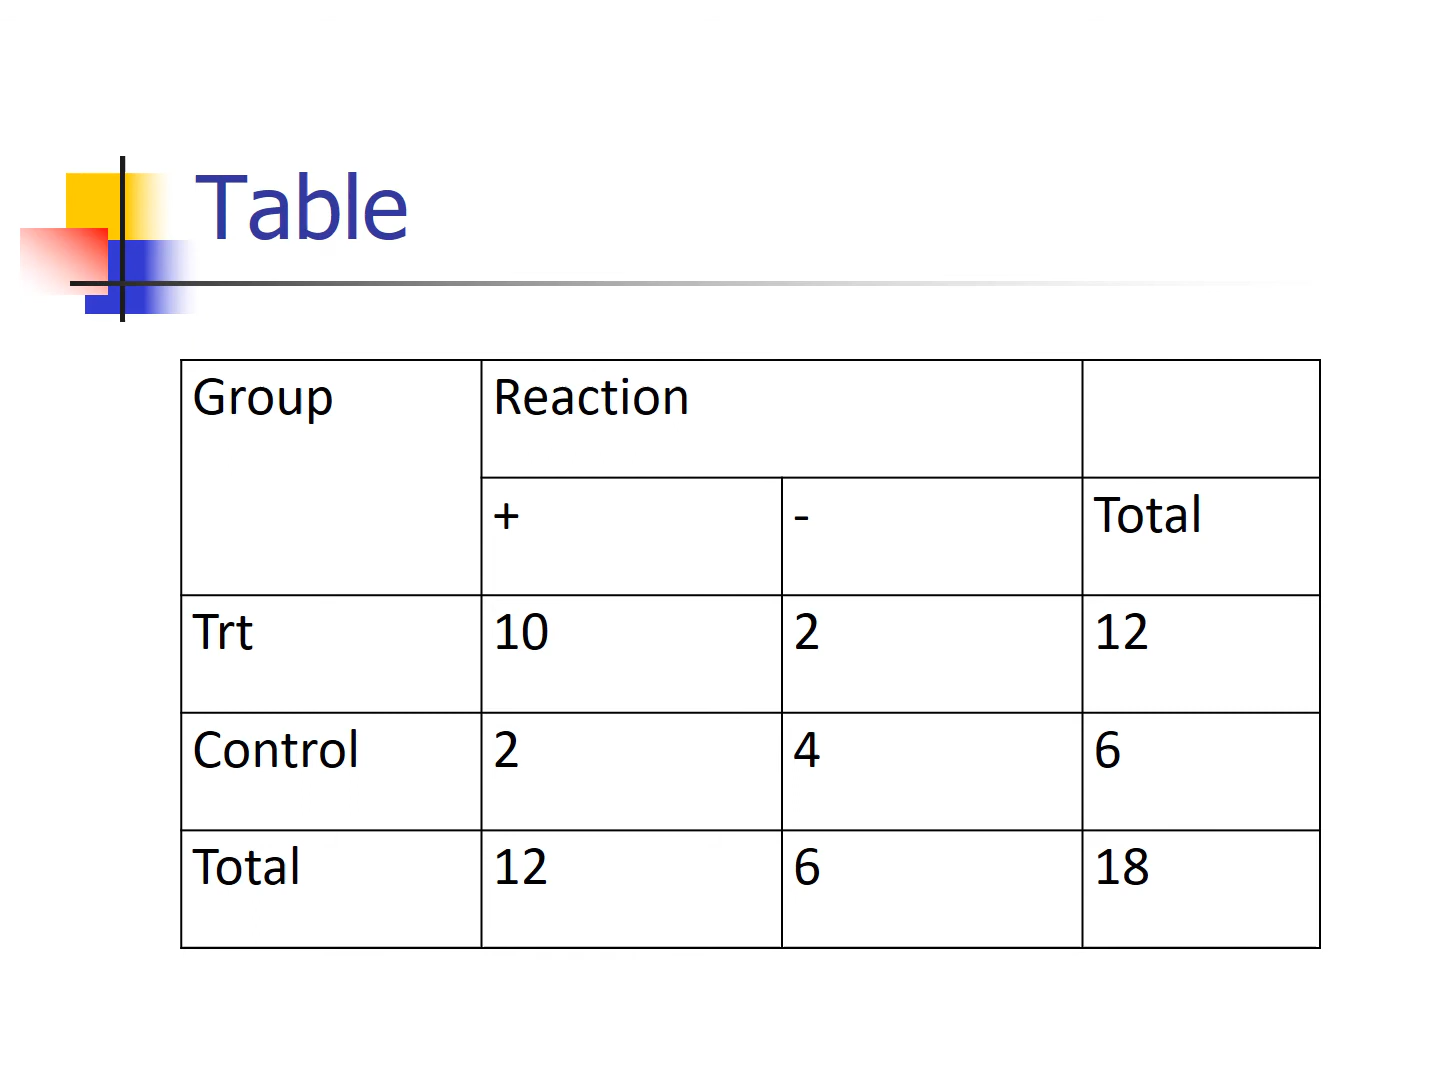 Table
Group Reaction
+ - Total
Trt 10 2 12
Control 2 4 6
Total 12 6 18